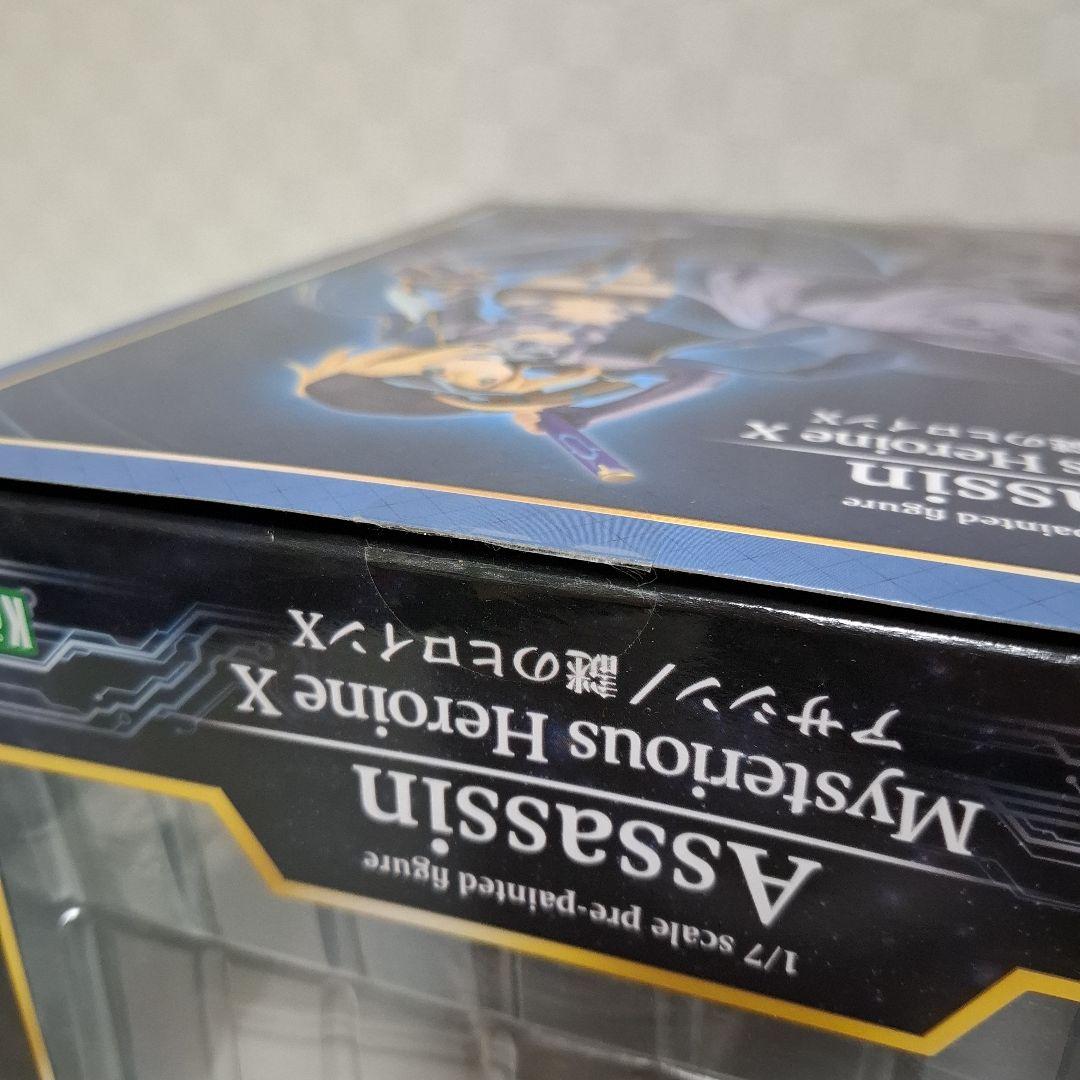 1/7 scale pre-painted figure
Assassin
Mysterious Heroine X
アサシン/謎のヒロインX
painted figure
assin
s Heroine X
謎のヒロインX